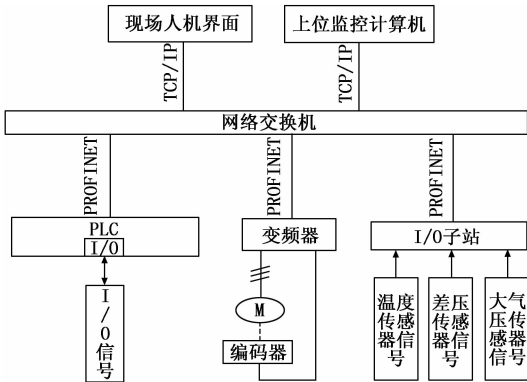 现场人机界面
上位监控计算机
TCP/IP
TCP/IP
网络交换机
PROFINET
PROFINET
PROFINET
PLC
I/O
变频器
I/O子站
I/O信号
M
编码器
温度传感器信号
差压传感器信号
大气压传感器信号